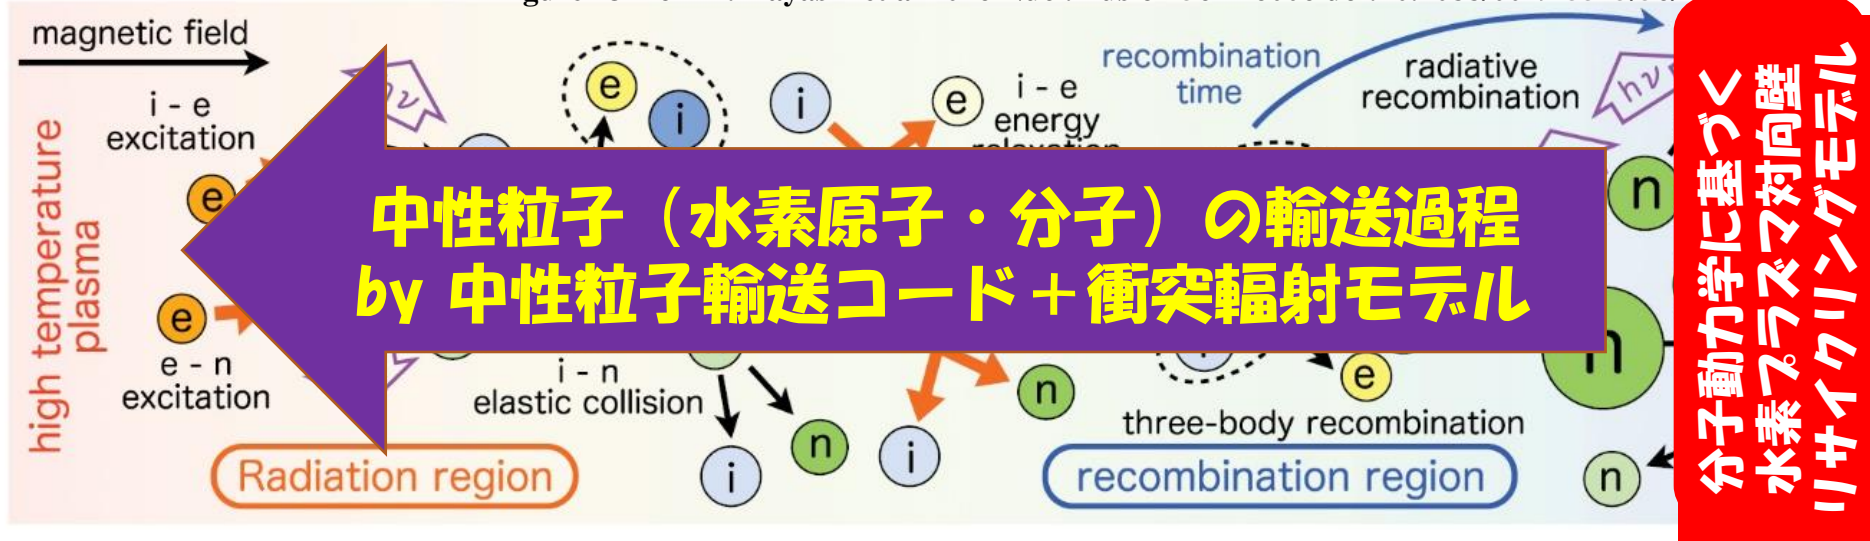 magnetic field
i - e
excitation
high temperature
plasma
e
e
e - n
excitation
hν
e
i
i
e
i - e
energy
relaxation
recombination
time
radiative
recombination
hν
n
中性粒子（水素原子・分子）の輸送過程
by 中性粒子輸送コード＋衝突輻射モデル
i - n
elastic collision
i
n
i
n
e
n
three-body recombination
n
Radiation region
recombination region
分子動力学に基づく
水素プラズマ対向壁
リサイクリングモデル